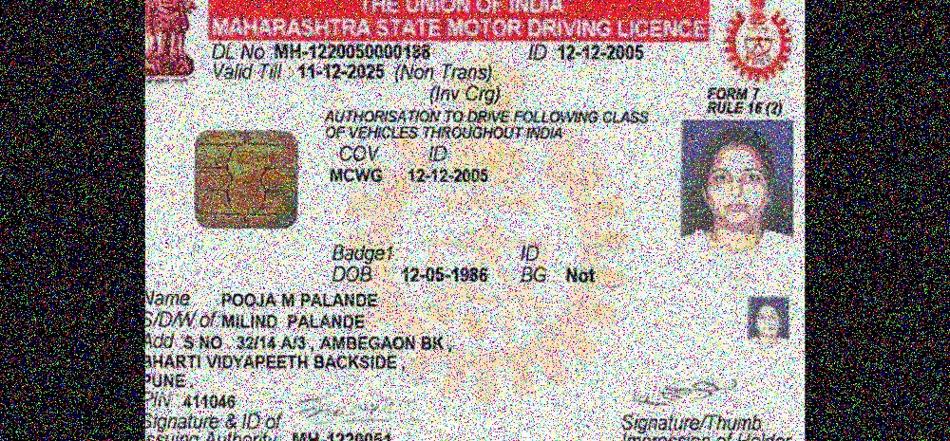 THE UNION OF INDIA
MAHARASHTRA STATE MOTOR DRIVING LICENCE
DL No MH-1220050000188 ID 12-12-2005
Valid Till 11-12-2025 (Non Trans)
(Inv Crg)
FORM 7
RULE 16 (2)
AUTHORISATION TO DRIVE FOLLOWING CLASS
OF VEHICLES THROUGHOUT INDIA
COV ID
MCWG 12-12-2005
Badge1 ID
DOB 12-05-1986 BG Not
Name POOJA M PALANDE
S/D/W of MILIND PALANDE
Add S NO 32/14 A/3 , AMBEGAON BK ,
BHARTI VIDYAPEETH BACKSIDE ,
PUNE ,
PIN 411046
Signature & ID of
Issuing Authority MH-1220051
Signature/Thumb
Impression of Holder